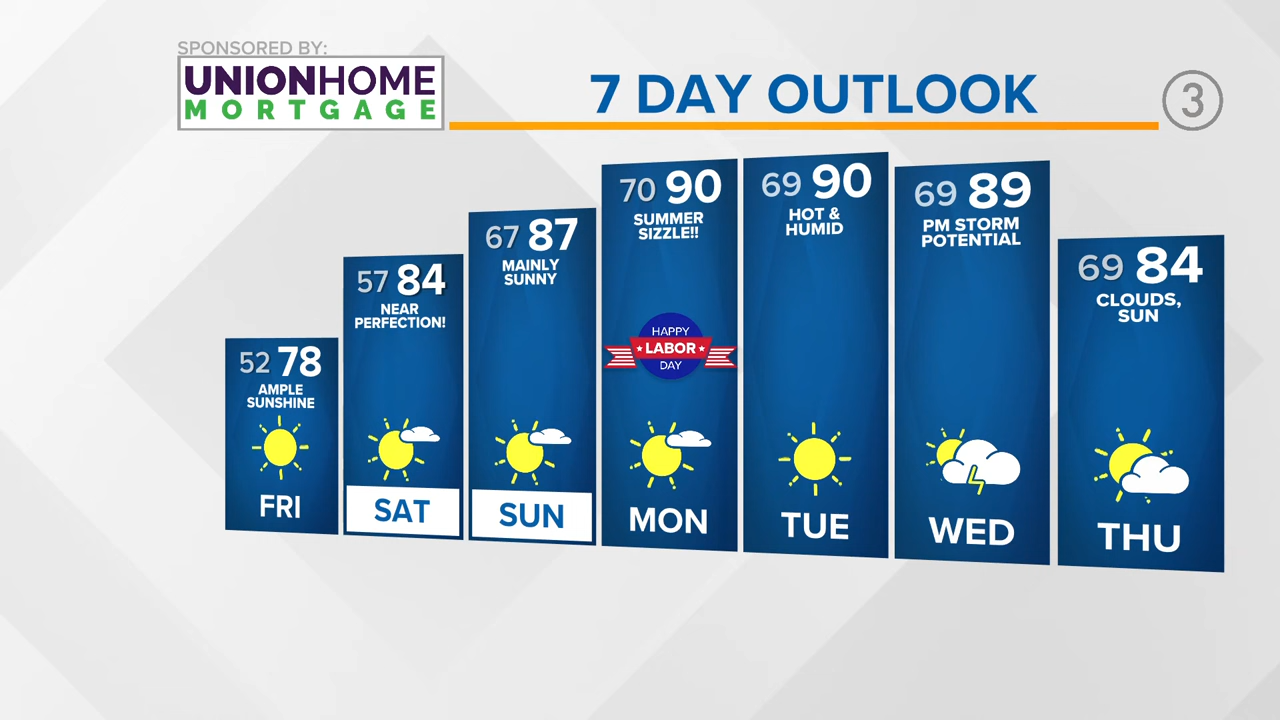 SPONSORED BY:
UNIONHOME
MORTGAGE
7 DAY OUTLOOK
3
52 78
AMPLE
SUNSHINE
FRI
57 84
NEAR
PERFECTION!
SAT
67 87
MAINLY
SUNNY
SUN
70 90
SUMMER
SIZZLE!!
HAPPY
LABOR
DAY
MON
69 90
HOT &
HUMID
TUE
69 89
PM STORM
POTENTIAL
WED
69 84
CLOUDS,
SUN
THU